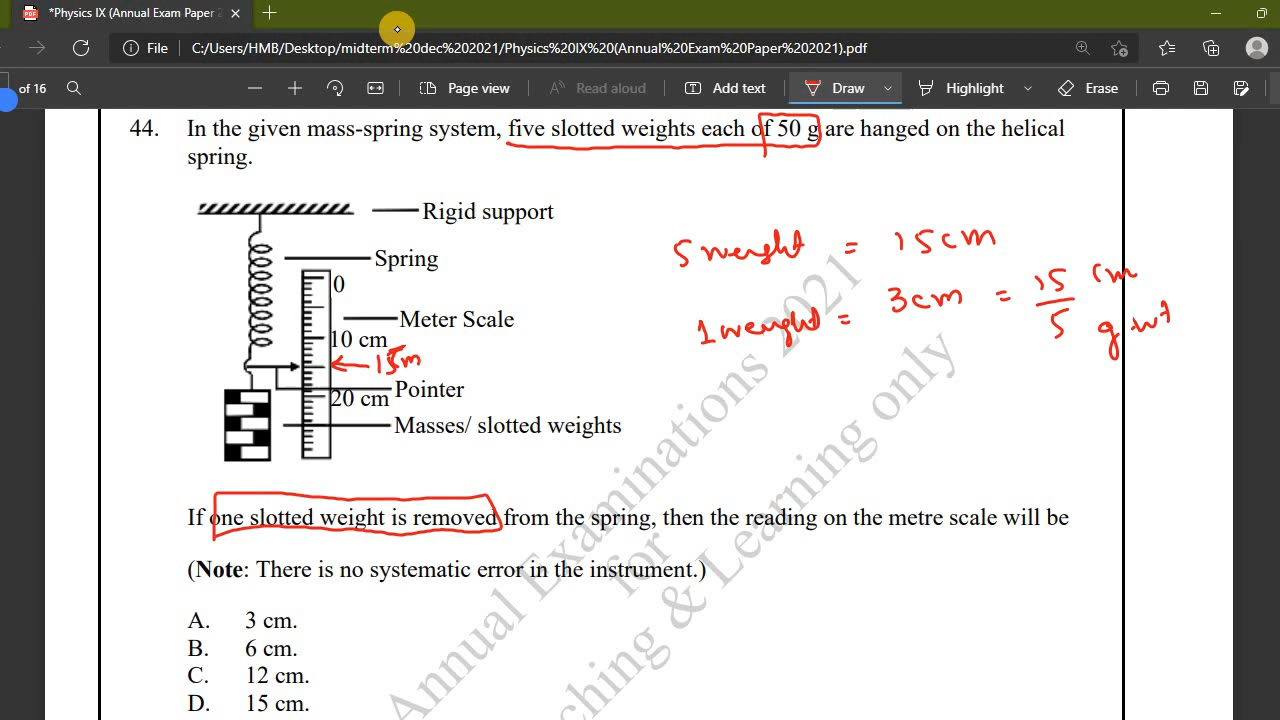 *Physics IX (Annual Exam Paper 2
File
C:/Users/HMB/Desktop/midterm%20dec%202021/Physics%20IX%20(Annual%20Exam%20Paper%202021).pdf
of 16
Page view
Read aloud
Add text
Draw
Highlight
Erase
44. In the given mass-spring system, five slotted weights each of 50 g are hanged on the helical
spring.
Rigid support
Spring
0
Meter Scale
10 cm
15m
Pointer
20 cm
Masses/ slotted weights
5 weight = 15cm
1 weight = 3cm = 15/5 cm/g wt
If one slotted weight is removed from the spring, then the reading on the metre scale will be
(Note: There is no systematic error in the instrument.)
A. 3 cm.
B. 6 cm.
C. 12 cm.
D. 15 cm.
Annual Examinations 2021
for
ching & Learning only